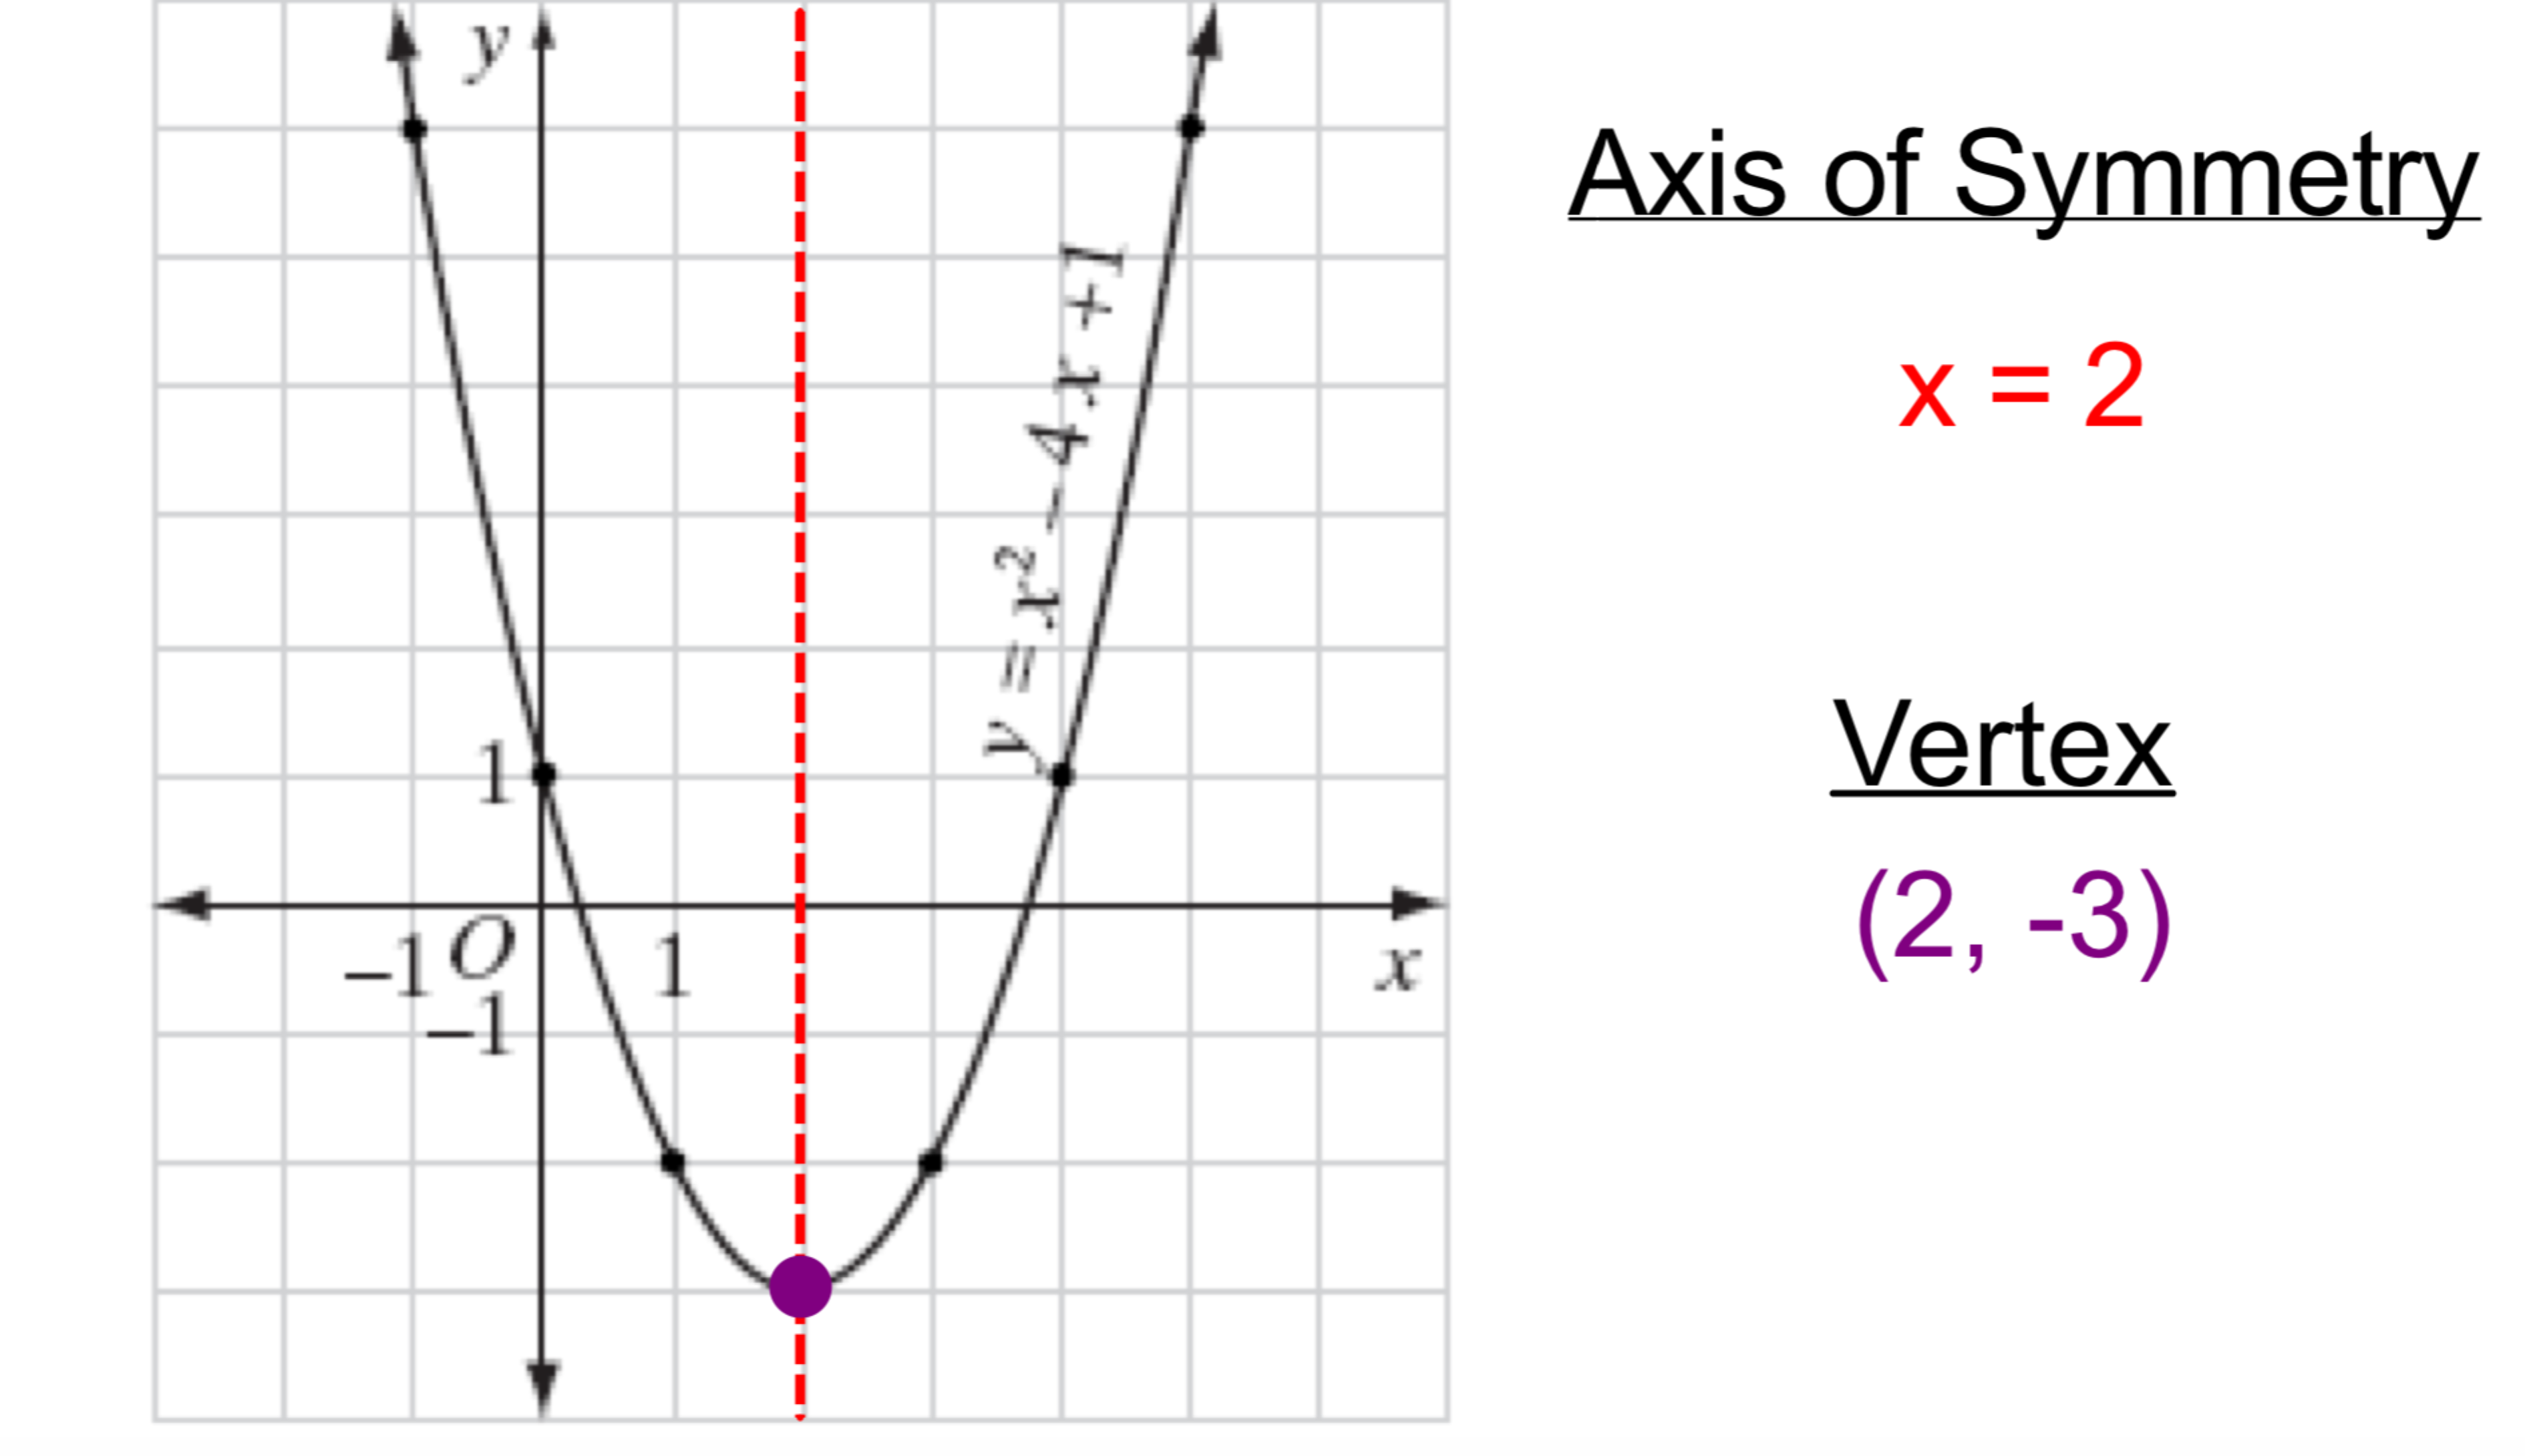 y
Axis of Symmetry
x = 2
y = x² − 4x + 1
Vertex
1
(2, -3)
−1
O
1
x
−1